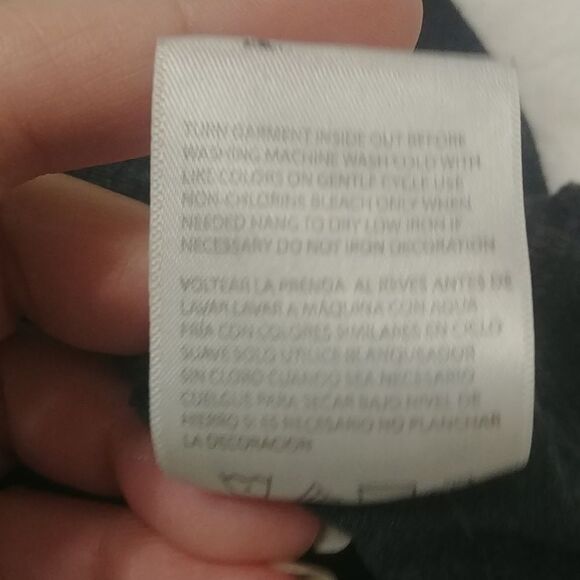 TURN GARMENT INSIDE OUT BEFORE
WASHING MACHINE WASH COLD WITH
LIKE COLORS ON GENTLE CYCLE USE
NON-CHLORINE BLEACH ONLY WHEN
NEEDED HANG TO DRY LOW IRON IF
NECESSARY DO NOT IRON DECORATION
VOLTEAR LA PRENDA AL REVES ANTES DE
LAVAR LAVAR A MÁQUINA CON AGUA
FRÍA CON COLORES SIMILARES EN CICLO
SUAVE SOLO UTILICE BLANQUEADOR
SIN CLORO CUANDO SEA NECESARIO
CUELGUE PARA SECAR BAJO NIVEL DE
HIERRO SI ES NECESARIO NO PLANCHAR
LA DECORACION